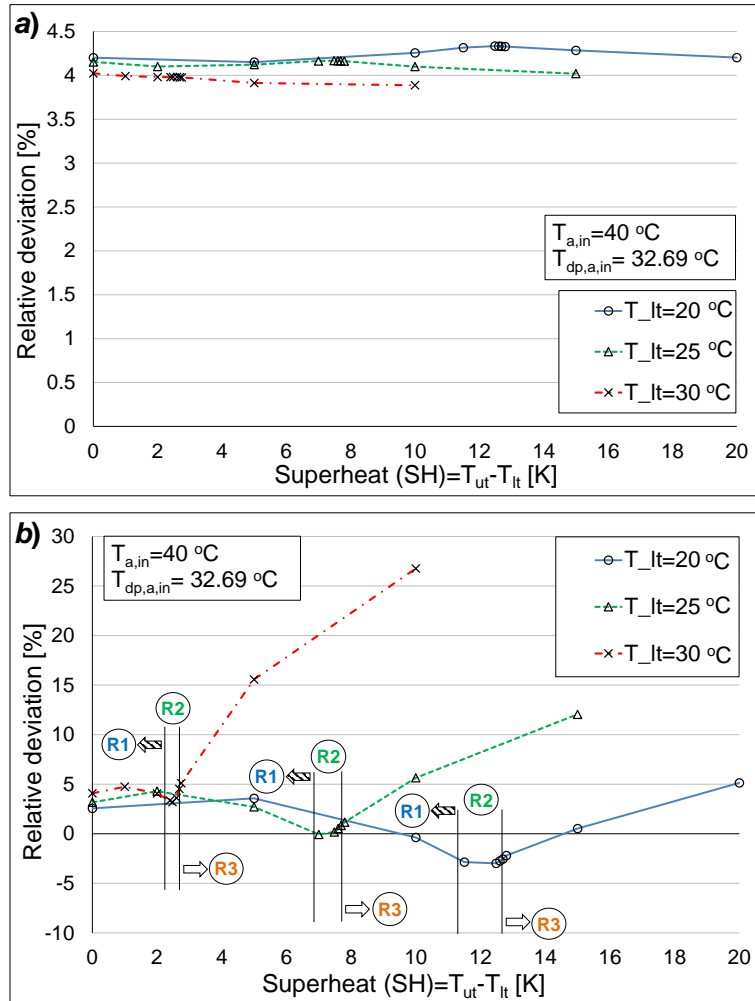 a)
4.5
4
3.5
3
2.5
2
1.5
1
0.5
0
Relative deviation [%]
T_a,in=40 °C
T_dp,a,in= 32.69 °C
T_lt=20 °C
T_lt=25 °C
T_lt=30 °C
0 2 4 6 8 10 12 14 16 18 20
Superheat (SH)=T_ut-T_lt [K]
b)
30
25
20
15
10
5
0
-5
-10
Relative deviation [%]
T_a,in=40 °C
T_dp,a,in= 32.69 °C
T_lt=20 °C
T_lt=25 °C
T_lt=30 °C
R2
R1
R3
R2
R1
R3
R2
R1
R3
0 2 4 6 8 10 12 14 16 18 20
Superheat (SH)=T_ut-T_lt [K]